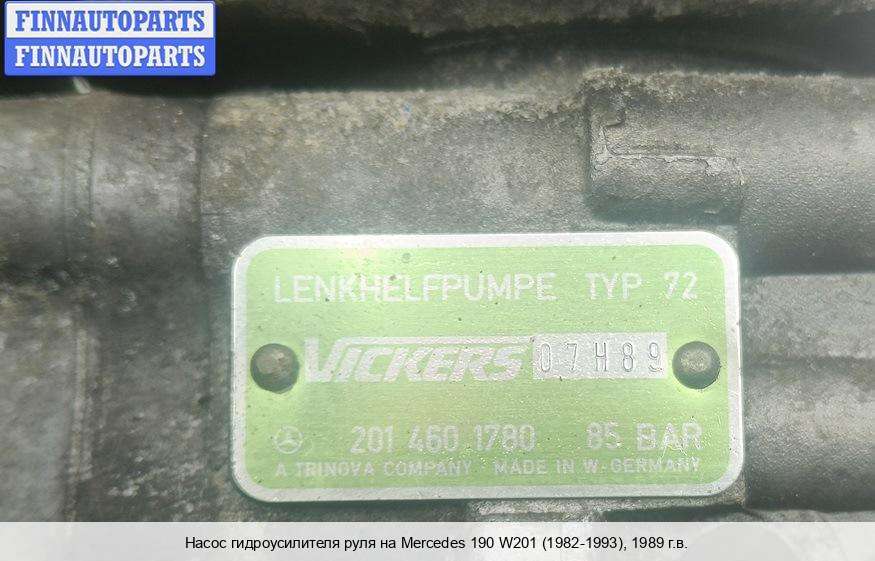 FINNAUTOPARTS
FINNAUTOPARTS
LENKHELFPUMPE TYP 72
VICKERS 07H89
201 460 1780 85 BAR
A TRINOVA COMPANY MADE IN W-GERMANY
Насос гидроусилителя руля на Mercedes 190 W201 (1982-1993), 1989 г.в.